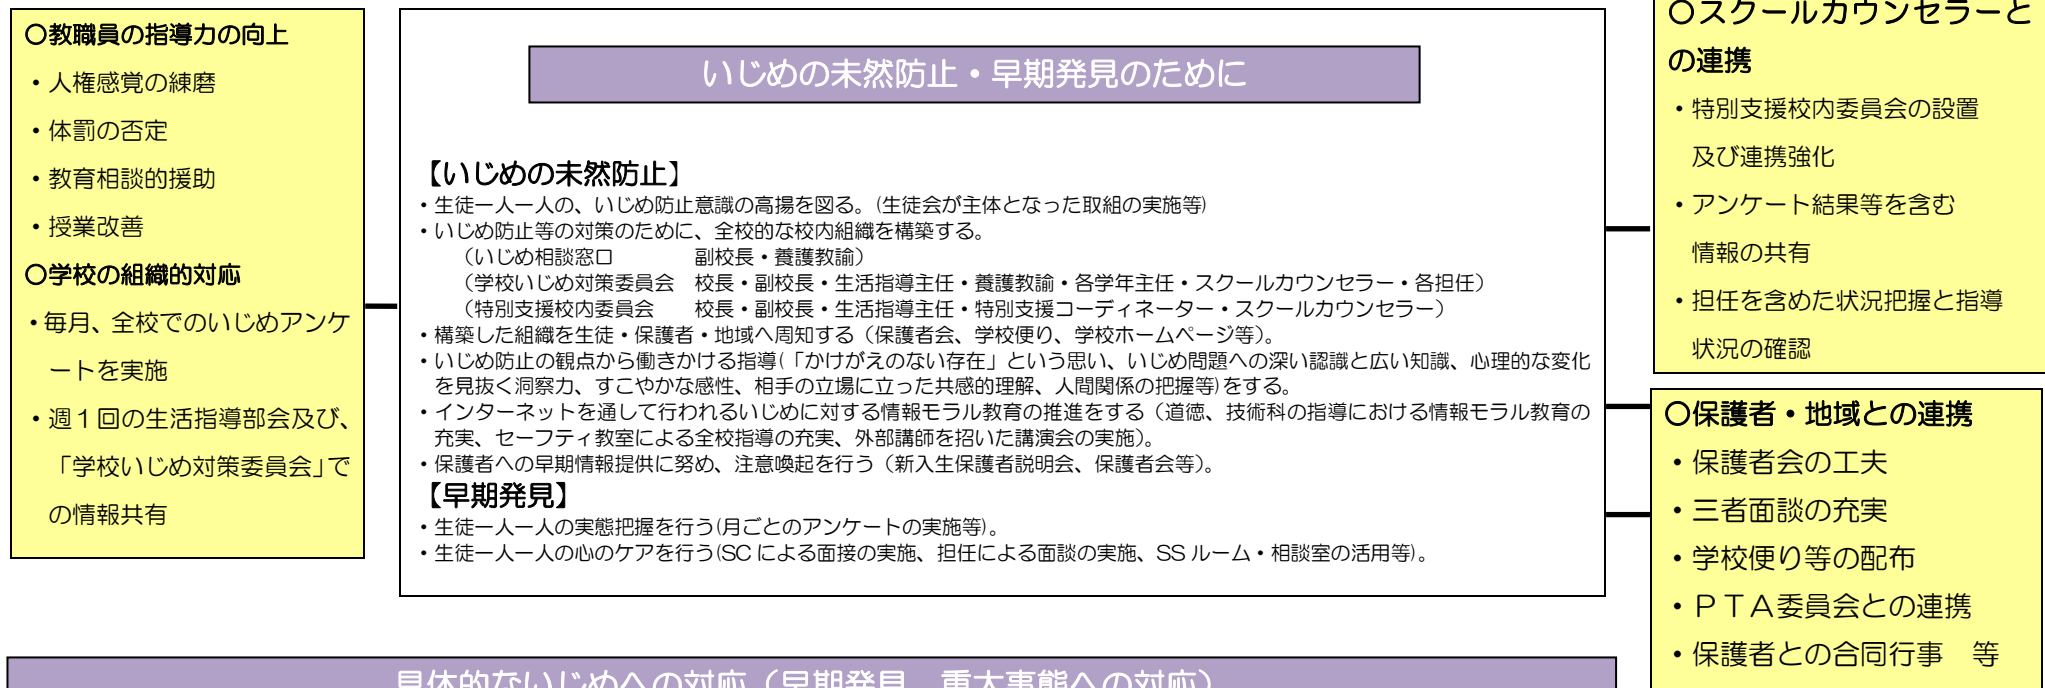 ○教職員の指導力の向上
・人権感覚の練磨
・体罰の否定
・教育相談的援助
・授業改善
○学校の組織的対応
・毎月、全校でのいじめアンケ
ートを実施
・週１回の生活指導部会及び、
「学校いじめ対策委員会」で
の情報共有
いじめの未然防止・早期発見のために
【いじめの未然防止】
・生徒一人一人の、いじめ防止意識の高揚を図る。(生徒会が主体となった取組の実施等)
・いじめ防止等の対策のために、全校的な校内組織を構築する。
（いじめ相談窓口　　　　副校長・養護教諭）
（学校いじめ対策委員会　校長・副校長・生活指導主任・養護教諭・各学年主任・スクールカウンセラー・各担任）
（特別支援校内委員会　　校長・副校長・生活指導主任・特別支援コーディネーター・スクールカウンセラー）
・構築した組織を生徒・保護者・地域へ周知する（保護者会、学校便り、学校ホームページ等）。
・いじめ防止の観点から働きかける指導(「かけがえのない存在」という思い、いじめ問題への深い認識と広い知識、心理的な変化
を見抜く洞察力、すこやかな感性、相手の立場に立った共感的理解、人間関係の把握等)をする。
・インターネットを通して行われるいじめに対する情報モラル教育の推進をする（道徳、技術科の指導における情報モラル教育の
充実、セーフティ教室による全校指導の充実、外部講師を招いた講演会の実施）。
・保護者への早期情報提供に努め、注意喚起を行う（新入生保護者説明会、保護者会等）。
【早期発見】
・生徒一人一人の実態把握を行う(月ごとのアンケートの実施等)。
・生徒一人一人の心のケアを行う(SC による面接の実施、担任による面談の実施、SS ルーム・相談室の活用等)。
○スクールカウンセラーと
の連携
・特別支援校内委員会の設置
及び連携強化
・アンケート結果等を含む
情報の共有
・担任を含めた状況把握と指導
状況の確認
○保護者・地域との連携
・保護者会の工夫
・三者面談の充実
・学校便り等の配布
・ＰＴＡ委員会との連携
・保護者との合同行事　等
具体的ないじめへの対応（早期発見　重大事態への対応）